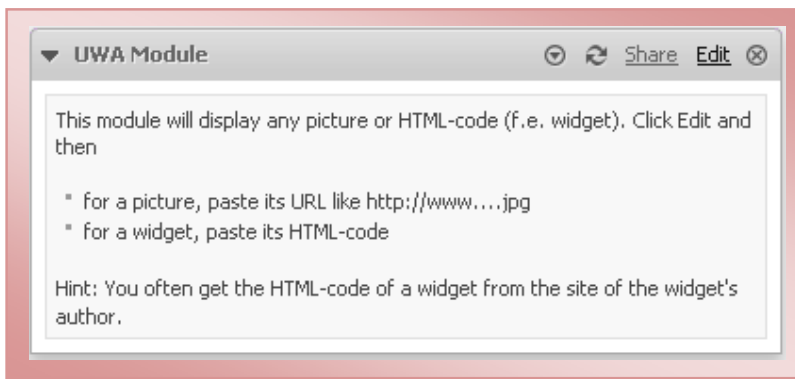 UWA Module Share Edit
This module will display any picture or HTML-code (f.e. widget). Click Edit and
then
for a picture, paste its URL like http://www....jpg
for a widget, paste its HTML-code
Hint: You often get the HTML-code of a widget from the site of the widget's
author.